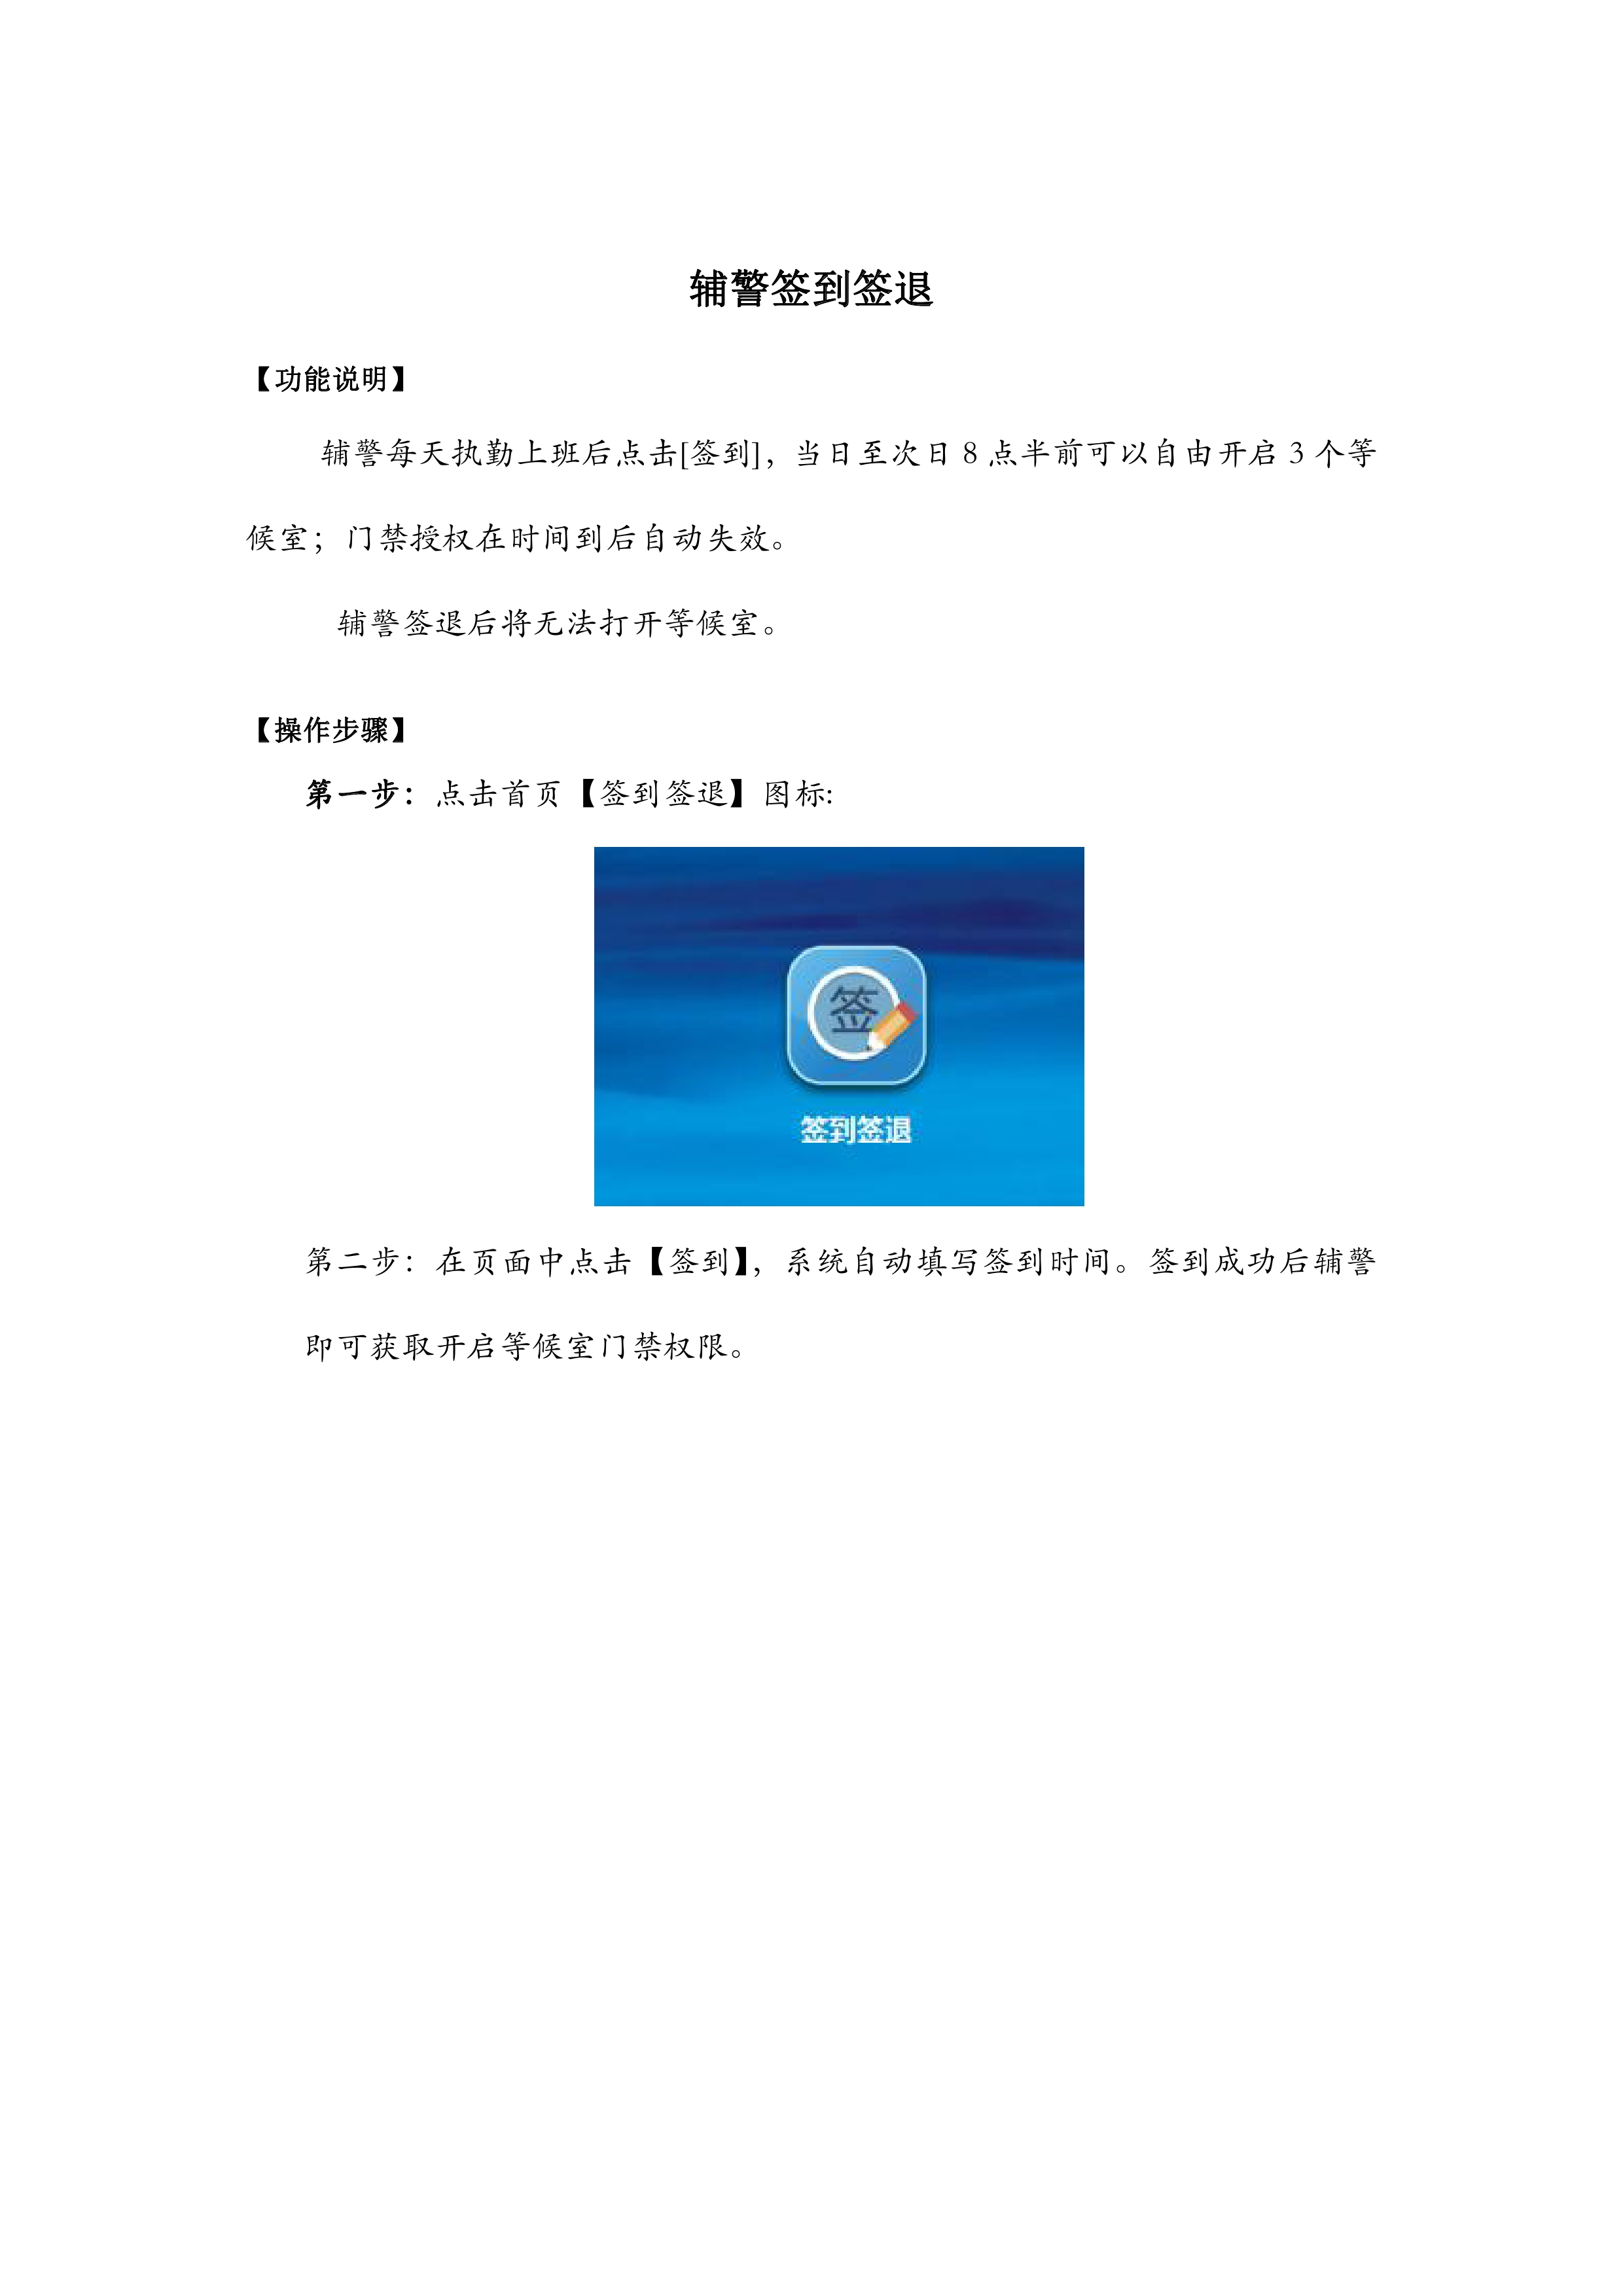 辅警签到签退
【功能说明】
辅警每天执勤上班后点击[签到]，当日至次日 8 点半前可以自由开启 3 个等
候室；门禁授权在时间到后自动失效。
辅警签退后将无法打开等候室。
【操作步骤】
第一步：点击首页【签到签退】图标:
签
签到签退
第二步：在页面中点击【签到】，系统自动填写签到时间。签到成功后辅警
即可获取开启等候室门禁权限。